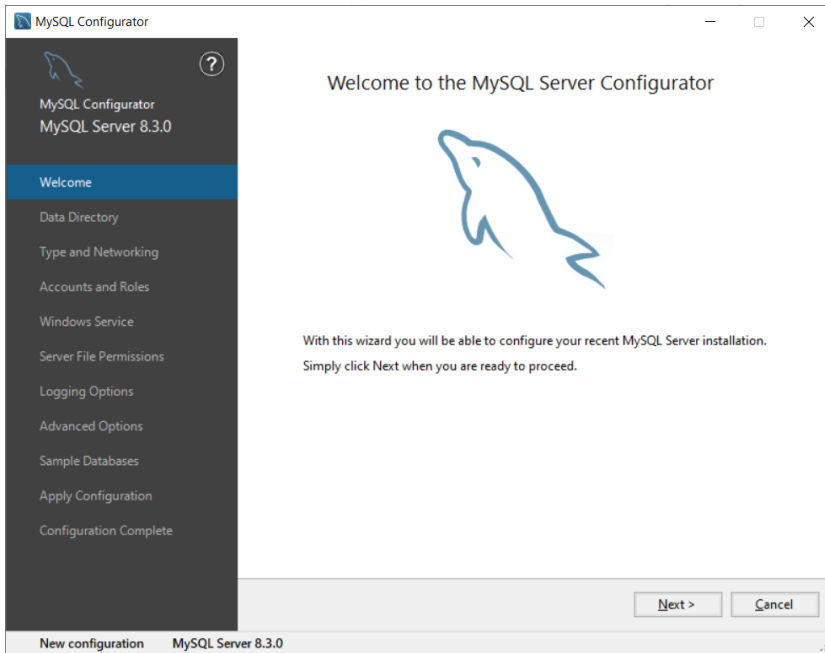 MySQL Configurator
?
MySQL Configurator
MySQL Server 8.3.0
Welcome
Data Directory
Type and Networking
Accounts and Roles
Windows Service
Server File Permissions
Logging Options
Advanced Options
Sample Databases
Apply Configuration
Configuration Complete
Welcome to the MySQL Server Configurator
With this wizard you will be able to configure your recent MySQL Server installation.
Simply click Next when you are ready to proceed.
Next >
Cancel
New configuration MySQL Server 8.3.0